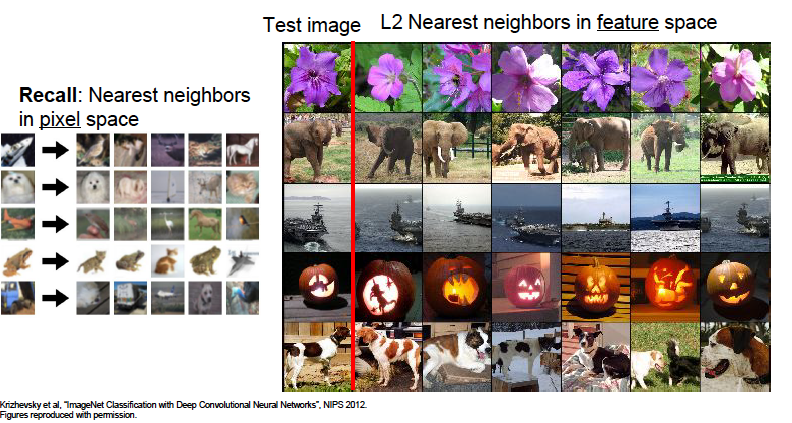 Test image
L2 Nearest neighbors in feature space
Recall: Nearest neighbors
in pixel space
Krizhevsky et al, "ImageNet Classification with Deep Convolutional Neural Networks", NIPS 2012.
Figures reproduced with permission.